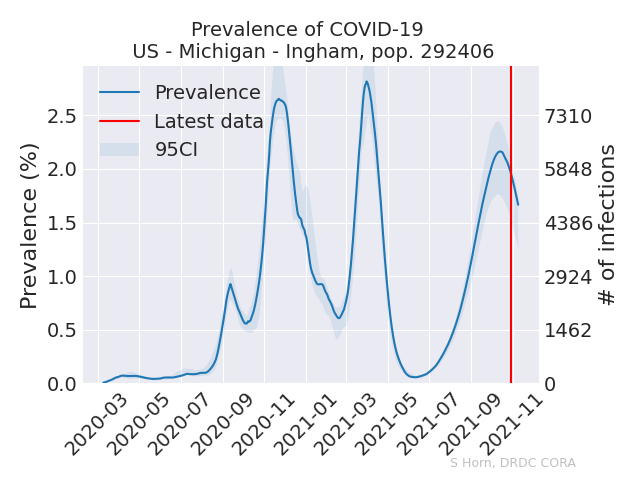 Prevalence of COVID-19
US - Michigan - Ingham, pop. 292406
Prevalence
Latest data
95CI
Prevalence (%)
2.5
2.0
1.5
1.0
0.5
0.0
7310
5848
4386
2924
1462
0
# of infections
2020-03
2020-05
2020-07
2020-09
2020-11
2021-01
2021-03
2021-05
2021-07
2021-09
2021-11
S Horn, DRDC CORA